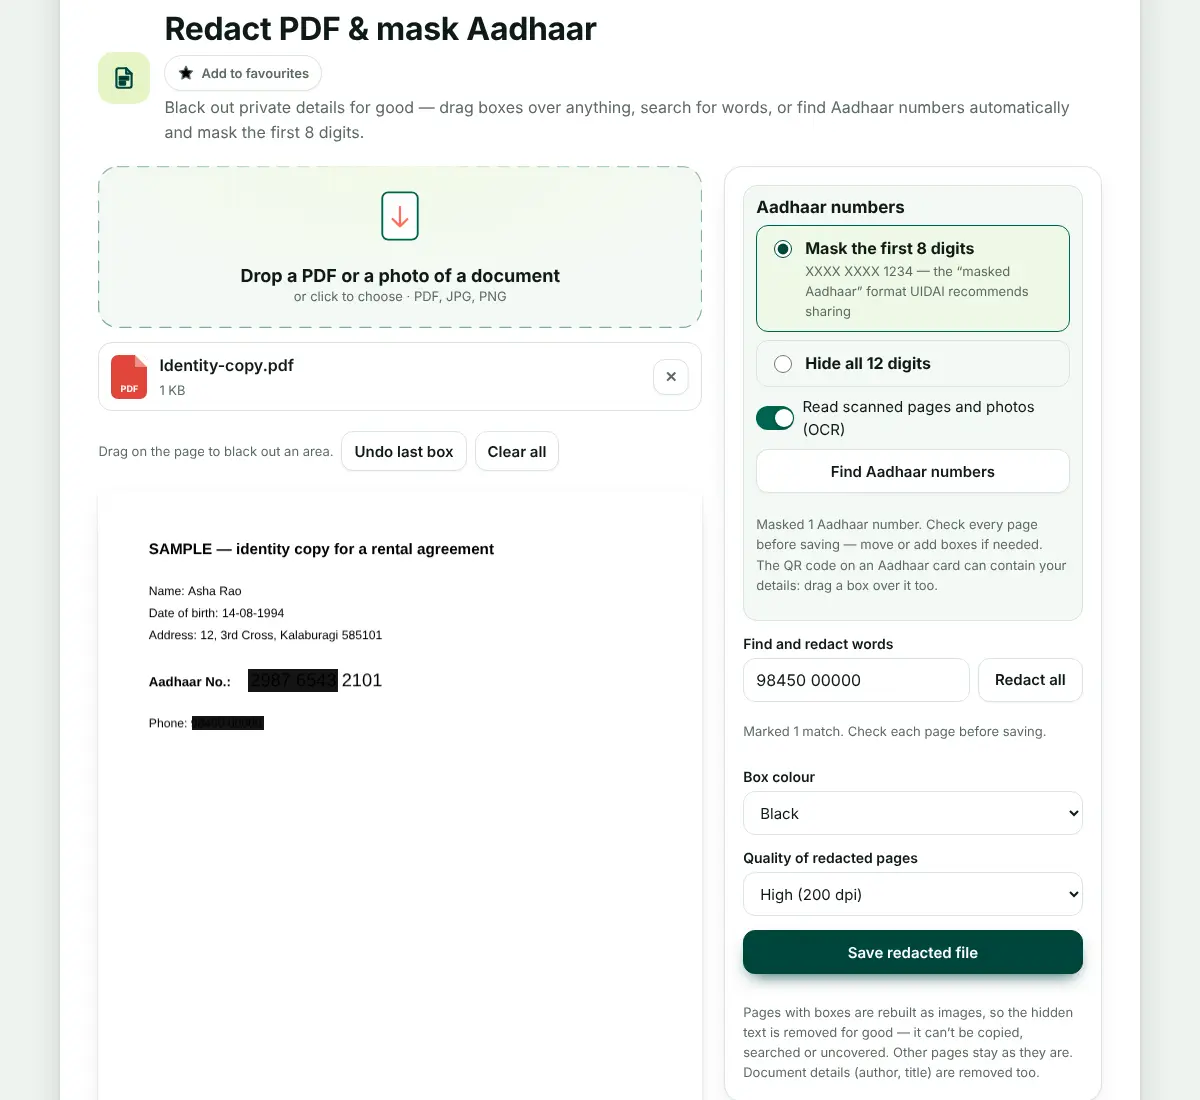 Redact PDF & mask Aadhaar
Add to favourites
Black out private details for good — drag boxes over anything, search for words, or find Aadhaar numbers automatically
and mask the first 8 digits.
Drop a PDF or a photo of a document
or click to choose · PDF, JPG, PNG
PDF
Identity-copy.pdf
1 KB
Drag on the page to black out an area.
Undo last box
Clear all
SAMPLE — identity copy for a rental agreement
Name: Asha Rao
Date of birth: 14-08-1994
Address: 12, 3rd Cross, Kalaburagi 585101
Aadhaar No.: 2101
Phone:
Aadhaar numbers
Mask the first 8 digits
XXXX XXXX 1234 — the “masked
Aadhaar” format UIDAI recommends
sharing
Hide all 12 digits
Read scanned pages and photos
(OCR)
Find Aadhaar numbers
Masked 1 Aadhaar number. Check every page
before saving — move or add boxes if needed.
The QR code on an Aadhaar card can contain your
details: drag a box over it too.
Find and redact words
98450 00000
Redact all
Marked 1 match. Check each page before saving.
Box colour
Black
Quality of redacted pages
High (200 dpi)
Save redacted file
Pages with boxes are rebuilt as images, so the hidden
text is removed for good — it can’t be copied,
searched or uncovered. Other pages stay as they are.
Document details (author, title) are removed too.